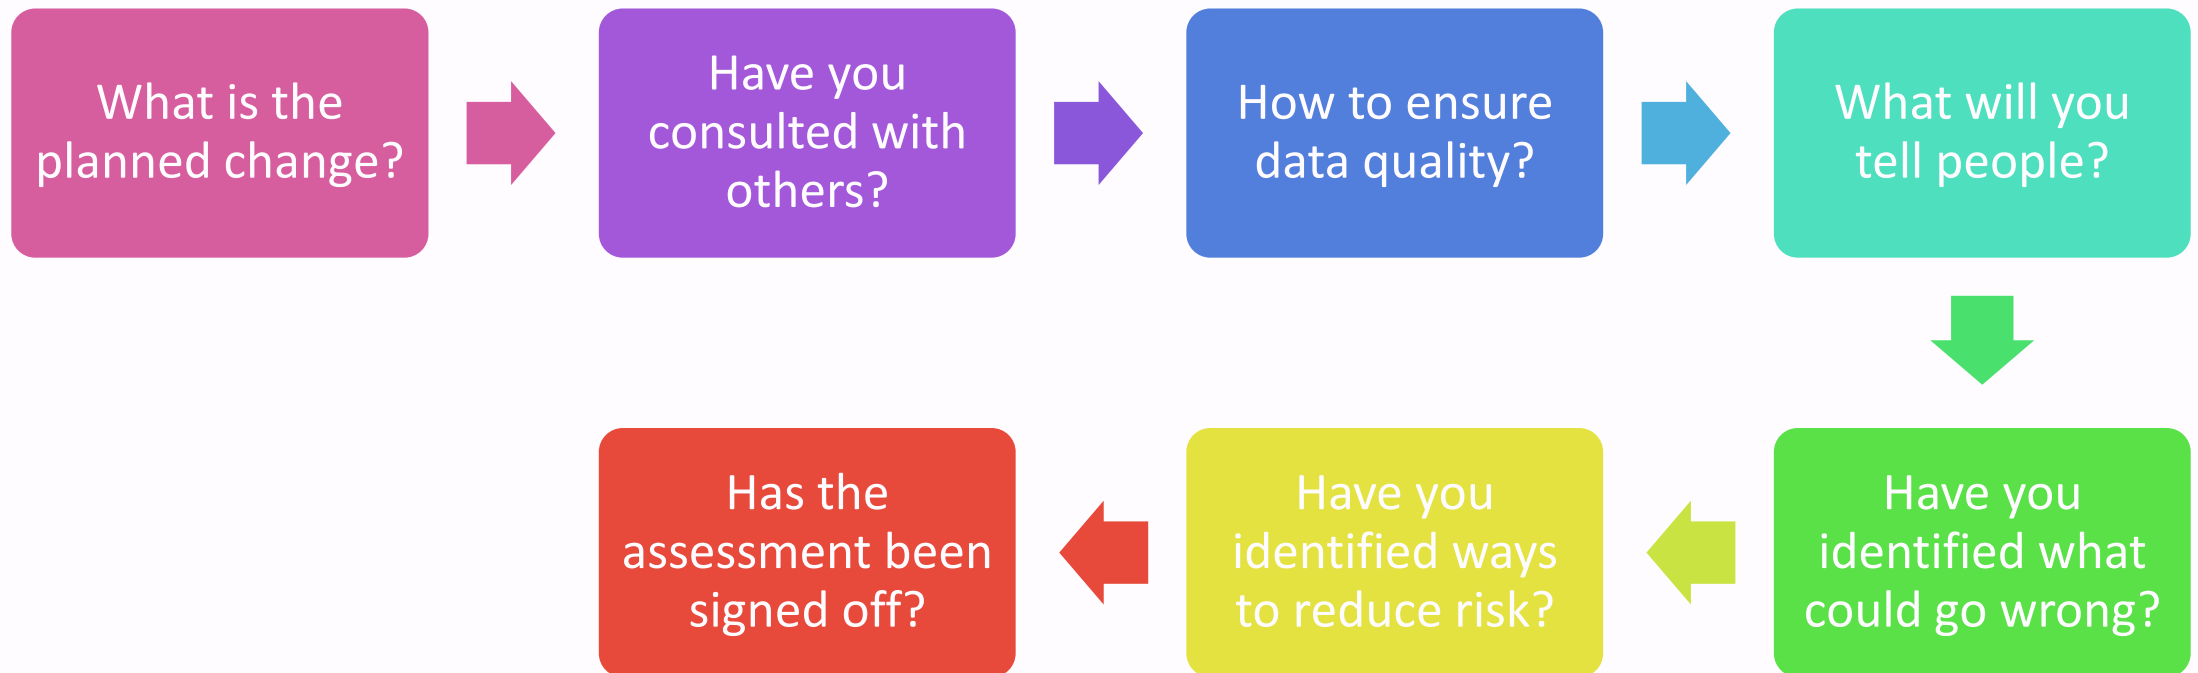 What is the
planned change?
Have you
consulted with
others?
How to ensure
data quality?
What will you
tell people?
Have you
identified what
could go wrong?
Have you
identified ways
to reduce risk?
Has the
assessment been
signed off?